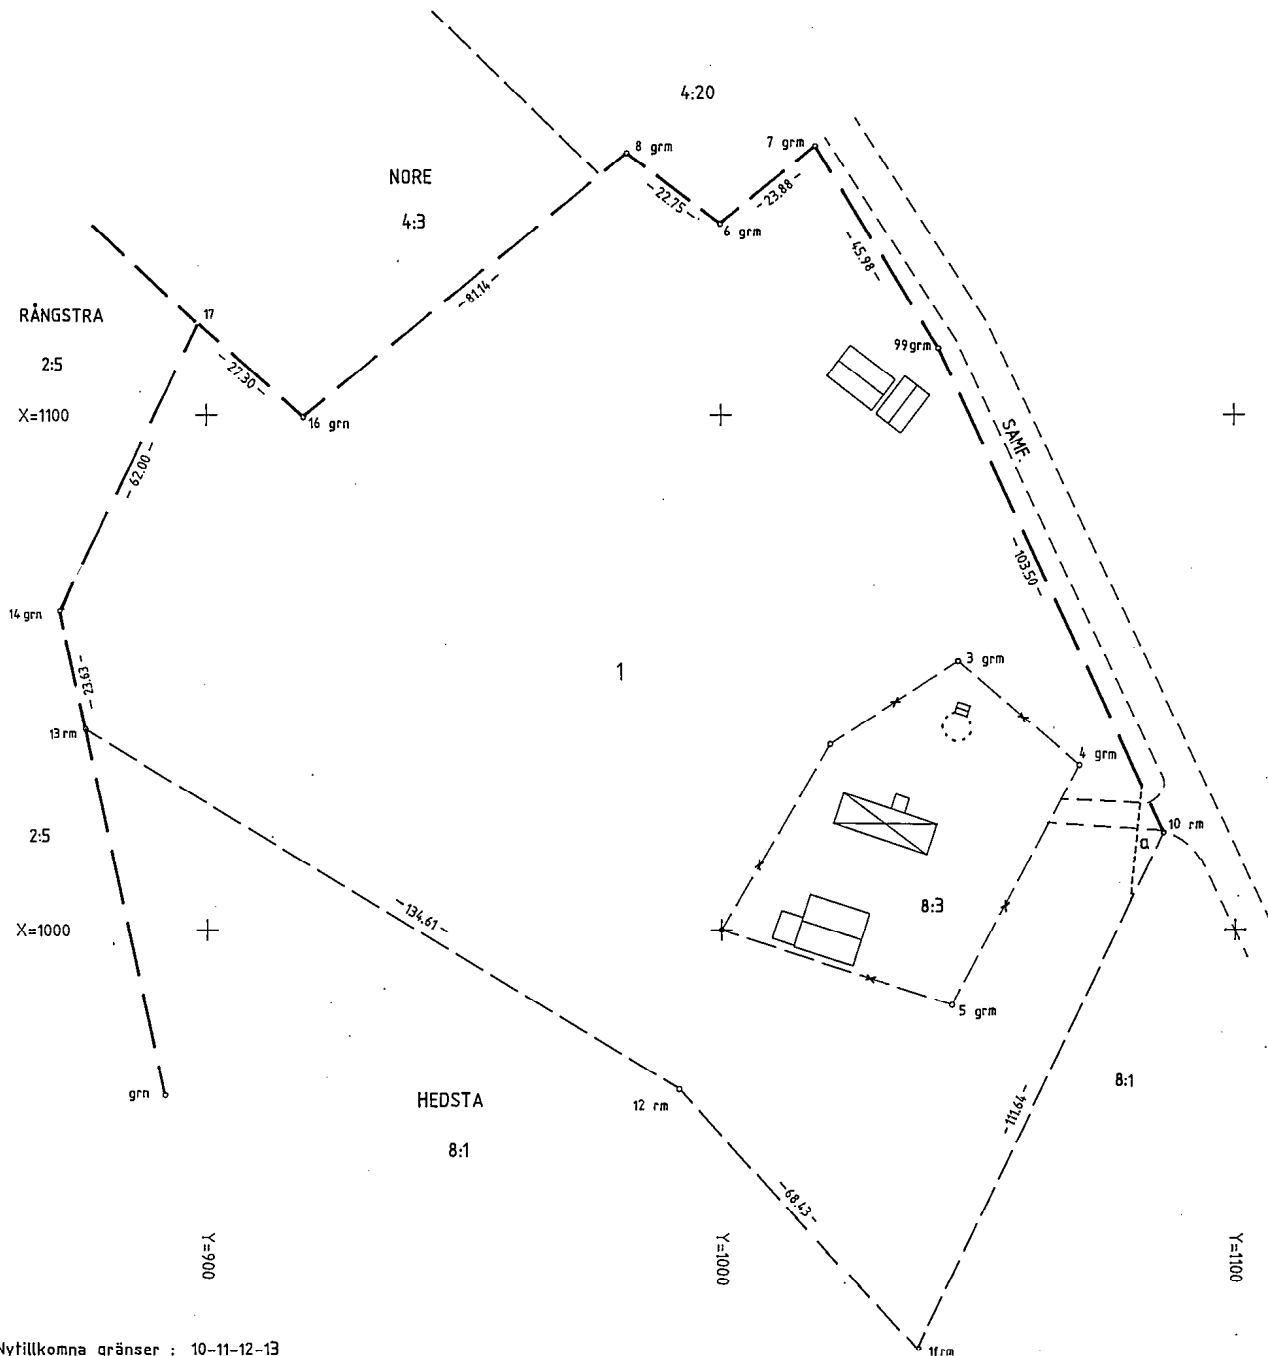 4:20
7 grm
8 grm
NORE
-22.75-
-23.88-
4:3
6 grm
-45.98-
-81.14-
17
RÅNGSTRA
99grm
2:5
-27.30-
X=1100
16 grn
SAMF.
-62.00-
-103.50-
14 grn
3 grm
1
-23.63-
13 rm
4 grm
10 rm
2:5
a
8:3
-134.61-
X=1000
5 grm
8:1
grn
HEDSTA
12 rm
-111.64-
8:1
-68.43-
Y=900
Y=1000
Y=1100
Nytillkomna gränser : 10-11-12-13
11rm